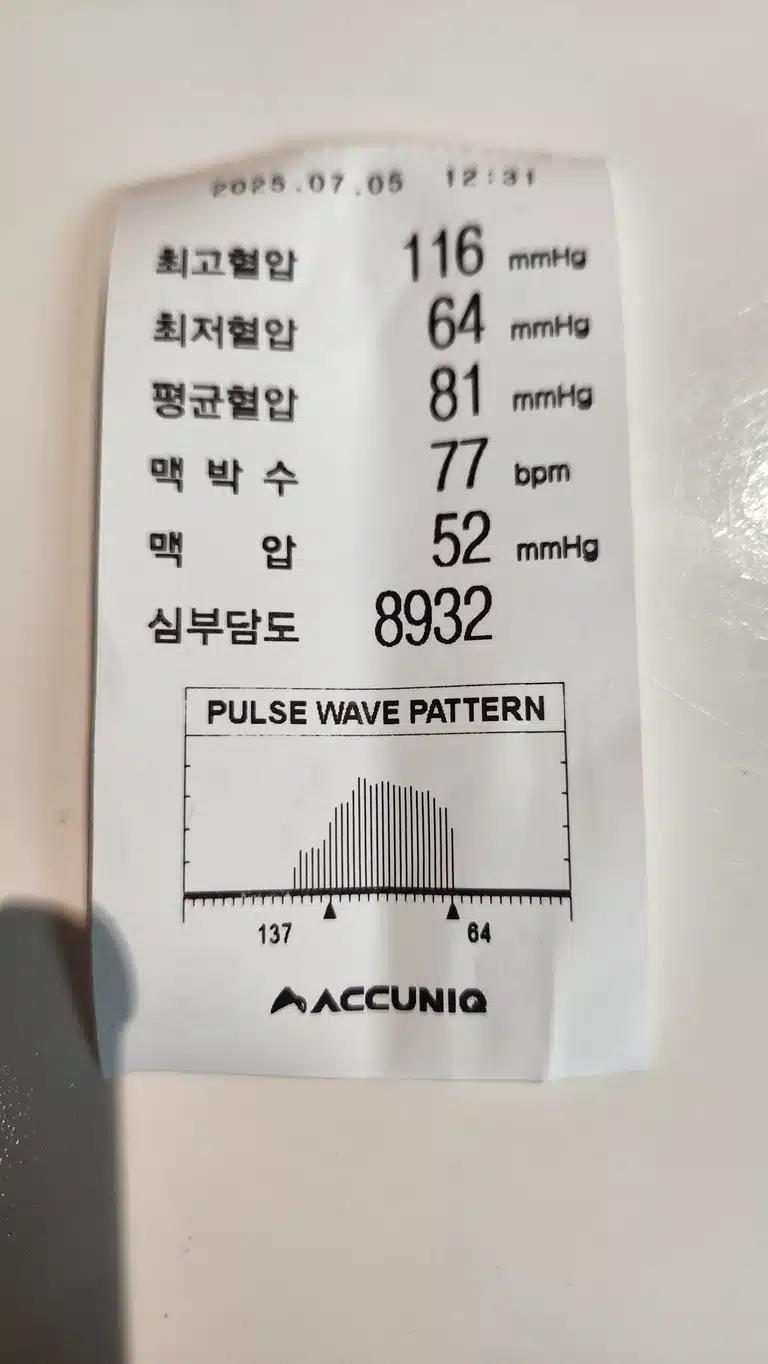 2025.07.05 12:31
최고혈압 116 mmHg
최저혈압 64 mmHg
평균혈압 81 mmHg
맥 박 수 77 bpm
맥 압 52 mmHg
심부담도 8932
PULSE WAVE PATTERN
137 64
ACCUNIQ